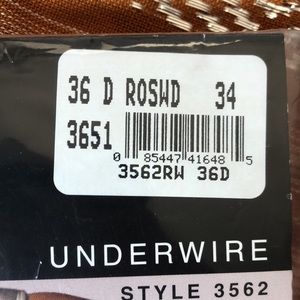 36 D ROSWD 34
3651
0 85447 41648 5
3562RW 36D
UNDERWIRE
STYLE 3562